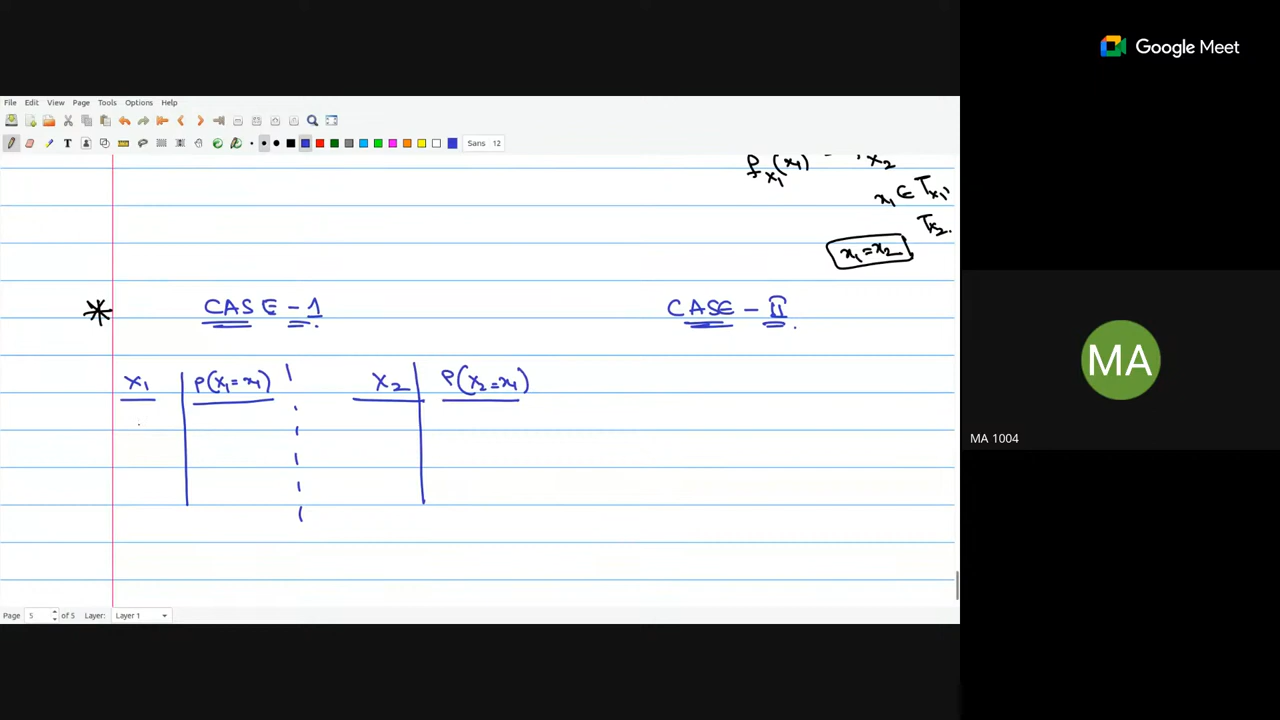 Google Meet
File Edit View Page Tools Options Help
Sans 12
P_{X_1}(x_1)
x_1 ∈ T_{X_1},
T_{X_2}.
x_1 = x_2
* CASE - 1 CASE - II
X_1 P(X_1 = x_1) X_2 P(X_2 = x_1)
MA
MA 1004
Page 5 of 5 Layer: Layer 1